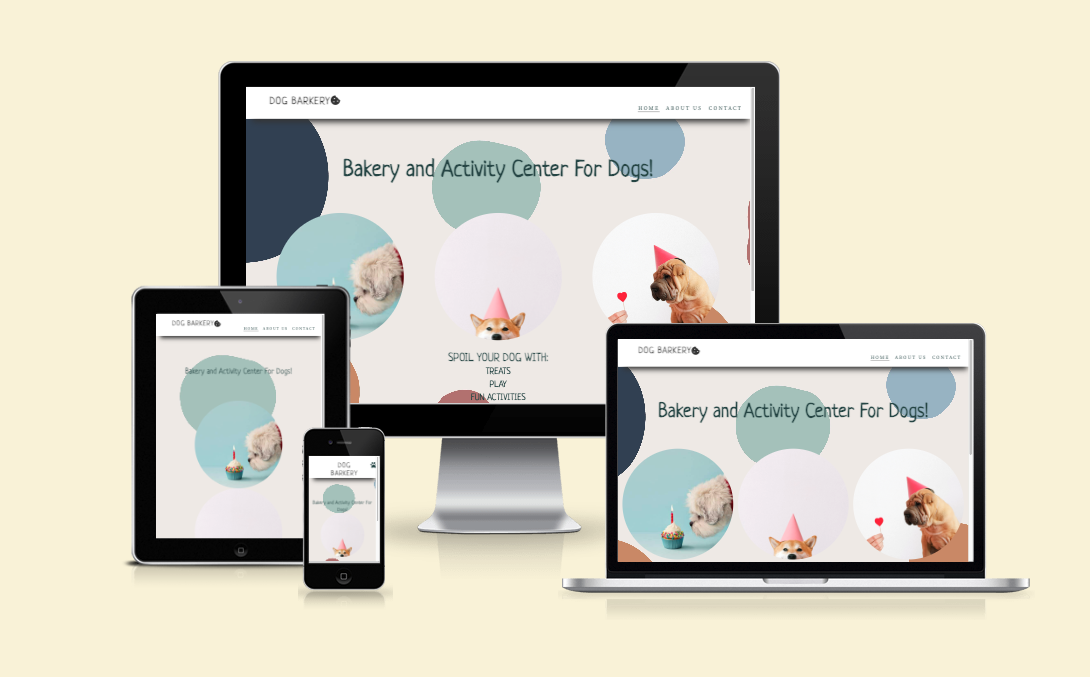 DOG BARKERY
HOME ABOUT US CONTACT
Bakery and Activity Center For Dogs!
SPOIL YOUR DOG WITH:
TREATS
PLAY
FUN ACTIVITIES
DOG BARKERY
HOME ABOUT US CONTACT
Bakery and Activity Center For Dogs!
DOG
BARKERY
Bakery and Activity Center For
Dogs!
DOG BARKERY
HOME ABOUT US CONTACT
Bakery and Activity Center For Dogs!